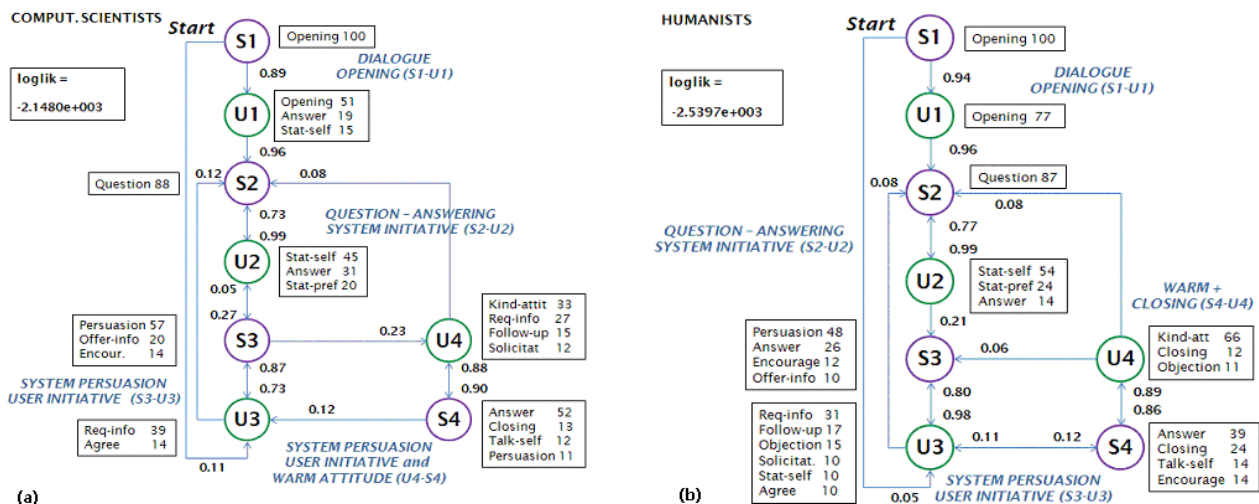 COMPUT. SCIENTISTS
Start
S1
Opening 100
DIALOGUE
OPENING (S1-U1)
loglik =
-2.1480e+003
0.89
U1
Opening 51
Answer 19
Stat-self 15
0.96
0.12
0.08
Question 88
S2
0.73
QUESTION – ANSWERING
SYSTEM INITIATIVE (S2-U2)
0.99
U2
Stat-self 45
Answer 31
Stat-pref 20
0.05
0.27
Persuasion 57
Offer-info 20
Encour. 14
S3
0.23
U4
Kind-attit 33
Req-info 27
Follow-up 15
Solicitat 12
0.87
0.73
0.88
0.90
SYSTEM PERSUASION
USER INITIATIVE (S3-U3)
U3
0.12
S4
Req-info 39
Agree 14
Answer 52
Closing 13
Talk-self 12
Persuasion 11
0.11
SYSTEM PERSUASION
USER INITIATIVE and
WARM ATTITUDE (U4-S4)
(a)
HUMANISTS
Start
S1
Opening 100
DIALOGUE
OPENING (S1-U1)
loglik =
-2.5397e+003
0.94
U1
Opening 77
0.96
0.08
S2
Question 87
0.08
QUESTION – ANSWERING
SYSTEM INITIATIVE (S2-U2)
0.77
0.99
U2
Stat-self 54
Stat-pref 24
Answer 14
WARM +
CLOSING (S4-U4)
0.21
Persuasion 48
Answer 26
Encourage 12
Offer-info 10
S3
0.06
U4
Kind-att 66
Closing 12
Objection 11
0.80
0.98
0.89
0.86
Req-info 31
Follow-up 17
Objection 15
Solicitat. 10
Stat-self 10
Agree 10
U3
0.11
0.12
S4
Answer 39
Closing 24
Talk-self 14
Encourage 14
0.05
SYSTEM PERSUASION
USER INITIATIVE (S3-U3)
(b)